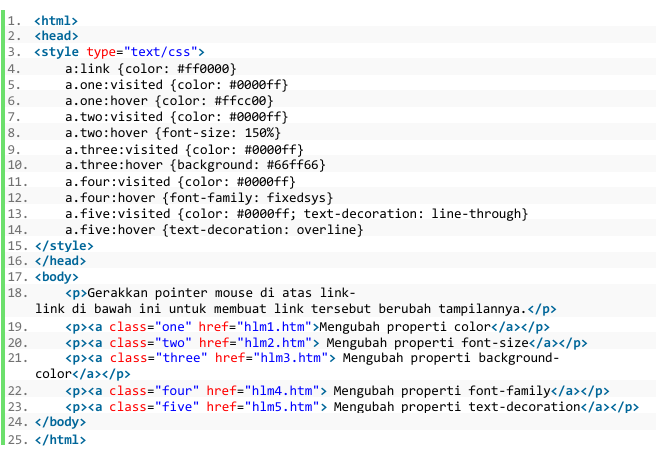 1. <html>
2. <head>
3. <style type="text/css">
4. a:link {color: #ff0000}
5. a.one:visited {color: #0000ff}
6. a.one:hover {color: #ffcc00}
7. a.two:visited {color: #0000ff}
8. a.two:hover {font-size: 150%}
9. a.three:visited {color: #0000ff}
10. a.three:hover {background: #66ff66}
11. a.four:visited {color: #0000ff}
12. a.four:hover {font-family: fixedsys}
13. a.five:visited {color: #0000ff; text-decoration: line-through}
14. a.five:hover {text-decoration: overline}
15. </style>
16. </head>
17. <body>
18. <p>Gerakkan pointer mouse di atas link-
link di bawah ini untuk membuat link tersebut berubah tampilannya.</p>
19. <p><a class="one" href="hlm1.htm">Mengubah properti color</a></p>
20. <p><a class="two" href="hlm2.htm"> Mengubah properti font-size</a></p>
21. <p><a class="three" href="hlm3.htm"> Mengubah properti background-
color</a></p>
22. <p><a class="four" href="hlm4.htm"> Mengubah properti font-family</a></p>
23. <p><a class="five" href="hlm5.htm"> Mengubah properti text-decoration</a></p>
24. </body>
25. </html>